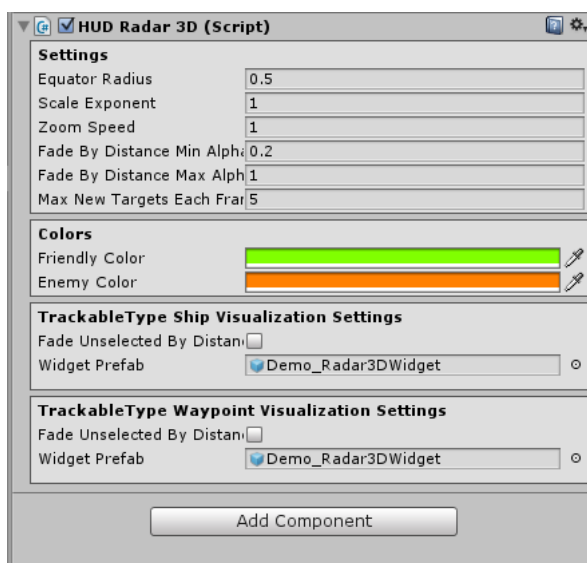 HUD Radar 3D (Script)
Settings
Equator Radius 0.5
Scale Exponent 1
Zoom Speed 1
Fade By Distance Min Alpha 0.2
Fade By Distance Max Alph 1
Max New Targets Each Fran 5
Colors
Friendly Color
Enemy Color
TrackableType Ship Visualization Settings
Fade Unselected By Distan
Widget Prefab Demo_Radar3DWidget
TrackableType Waypoint Visualization Settings
Fade Unselected By Distan
Widget Prefab Demo_Radar3DWidget
Add Component